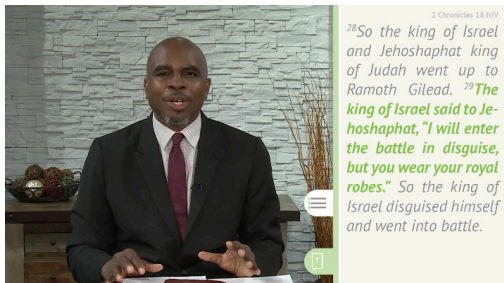 2 Chronicles 18 NIV
28So the king of Israel
and Jehoshaphat king
of Judah went up to
Ramoth Gilead. 29The
king of Israel said to Je-
hoshaphat, “I will enter
the battle in disguise,
but you wear your royal
robes.” So the king of
Israel disguised himself
and went into battle.